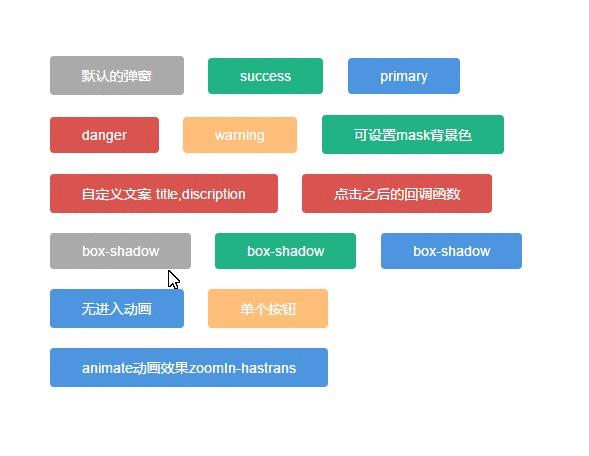 默认的弹窗 success primary
danger warning 可设置mask背景色
自定义文案 title,discription 点击之后的回调函数
box-shadow box-shadow box-shadow
无进入动画 单个按钮
animate动画效果zoomIn-hastrans